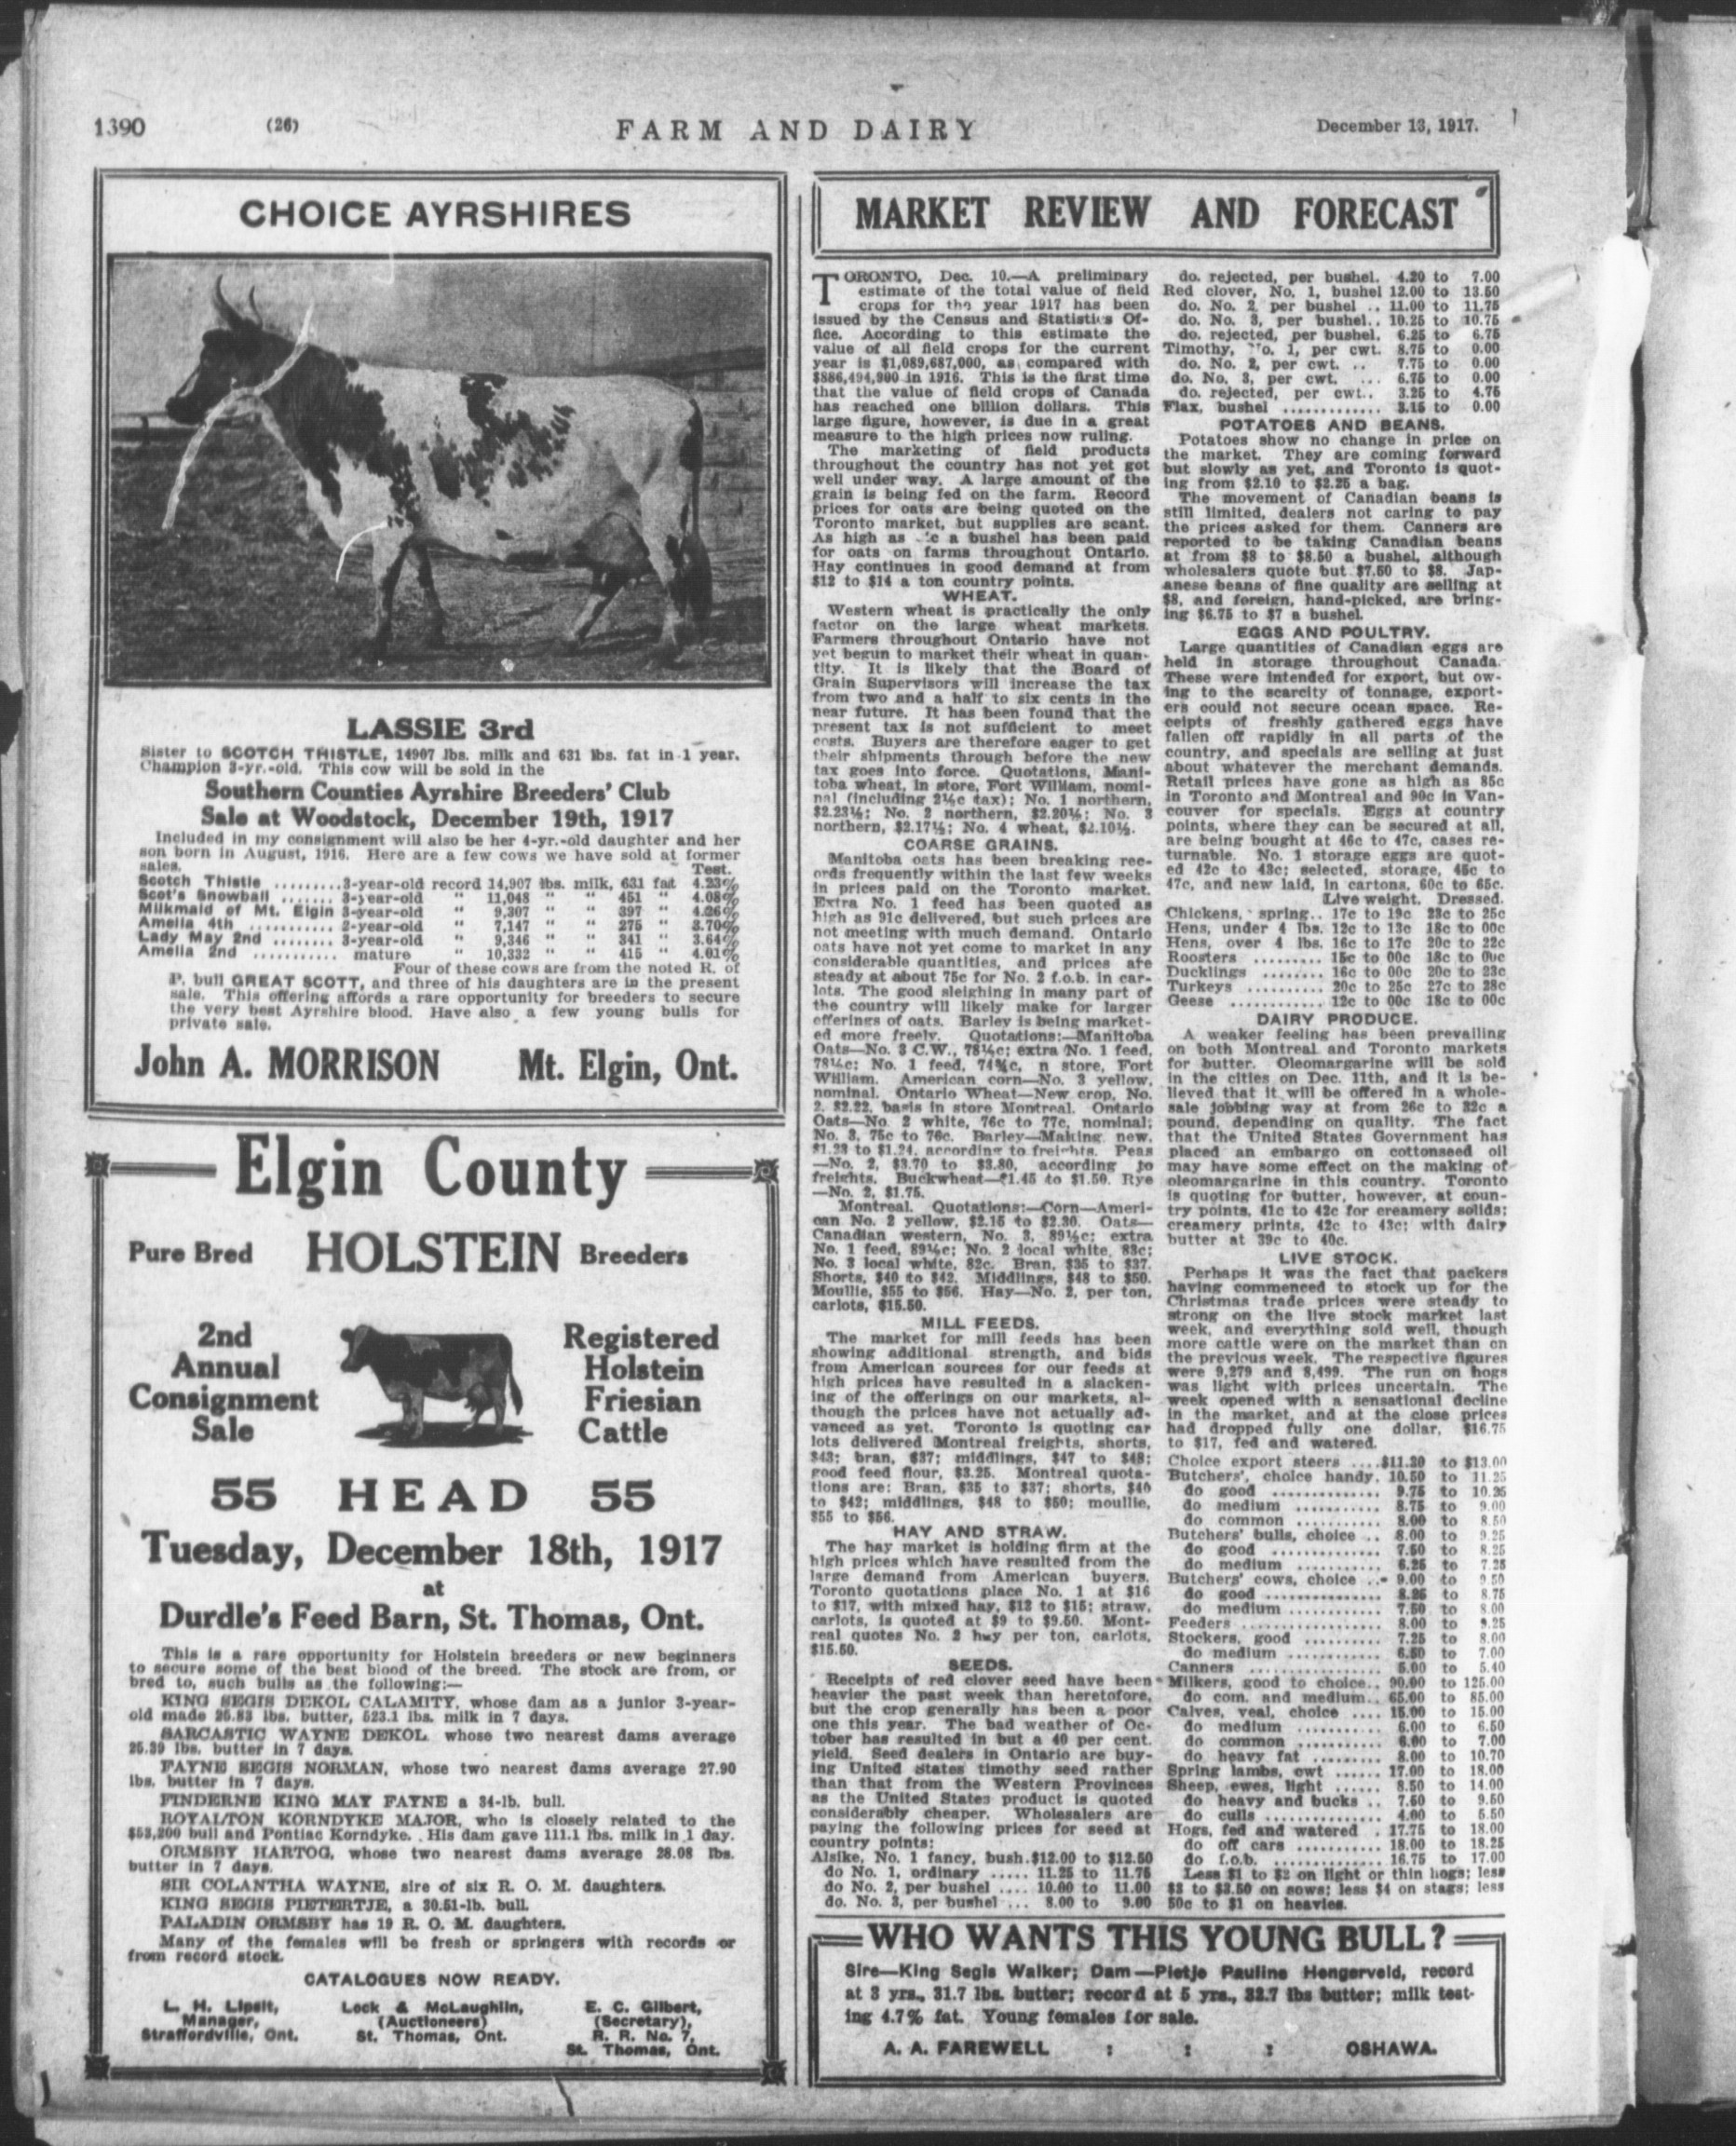 1390
(26)
FARM AND DAIRY
December 13, 1917.
CHOICE AYRSHIRES
LASSIE 3rd
Sister to SCOTCH THISTLE, 14907 lbs. milk and 631 lbs. fat in 1 year.
Champion 3-yr.-old. This cow will be sold in the
Southern Counties Ayrshire Breeders' Club
Sale at Woodstock, December 19th, 1917
Included in my consignment will also be her 4-yr.-old daughter and her
son born in August, 1916. Here are a few cows we have sold at former
sales. Test.
Scotch Thistle .........3-year-old record 14,907 lbs. milk, 631 fat 4.23%
Scot's Snowball ....... 3-year-old " 11,048 " " 451 " 4.08%
Milkmaid of Mt. Elgin 3-year-old " 9,307 " " 397 " 4.26%
Amelia 4th ........... 2-year-old " 7,147 " " 275 " 3.70%
Lady May 2nd ........ 3-year-old " 9,346 " " 341 " 3.64%
Amelia 2nd ........... mature " 10,332 " " 415 " 4.01%
Four of these cows are from the noted R. of
P. bull GREAT SCOTT, and three of his daughters are in the present
sale. This offering affords a rare opportunity for breeders to secure
the very best Ayrshire blood. Have also a few young bulls for
private sale.
John A. MORRISON Mt. Elgin, Ont.
Elgin County
Pure Bred HOLSTEIN Breeders
2nd
Annual
Consignment
Sale
Registered
Holstein
Friesian
Cattle
55 HEAD 55
Tuesday, December 18th, 1917
at
Durdle's Feed Barn, St. Thomas, Ont.
This is a rare opportunity for Holstein breeders or new beginners
to secure some of the best blood of the breed. The stock are from, or
bred to, such bulls as the following:—
KING SEGIS DEKOL CALAMITY, whose dam as a junior 3-year-
old made 25.83 lbs. butter, 523.1 lbs. milk in 7 days.
SARCASTIC WAYNE DEKOL whose two nearest dams average
25.39 lbs. butter in 7 days.
FAYNE SEGIS NORMAN, whose two nearest dams average 27.90
lbs. butter in 7 days.
FINDERNE KING MAY FAYNE a 34-lb. bull.
ROYALTON KORNDYKE MAJOR, who is closely related to the
$53,200 bull and Pontiac Korndyke. His dam gave 111.1 lbs. milk in 1 day.
ORMSBY HARTOG, whose two nearest dams average 28.08 lbs.
butter in 7 days.
SIR COLANTHA WAYNE, sire of six R. O. M. daughters.
KING SEGIS PIETERTJE, a 30.51-lb. bull.
PALADIN ORMSBY has 19 R. O. M. daughters.
Many of the females will be fresh or springers with records or
from record stock.
CATALOGUES NOW READY.
L. H. Lipsit,
Manager,
Straffordville, Ont.
Lock & McLaughlin,
(Auctioneers)
St. Thomas, Ont.
E. C. Gilbert,
(Secretary),
R. R. No. 7,
St. Thomas, Ont.
MARKET REVIEW AND FORECAST
TORONTO, Dec. 10.—A preliminary
estimate of the total value of field
crops for the year 1917 has been
issued by the Census and Statistics Of-
fice. According to this estimate the
value of all field crops for the current
year is $1,089,687,000, as compared with
$886,494,900 in 1916. This is the first time
that the value of field crops of Canada
has reached one billion dollars. This
large figure, however, is due in a great
measure to the high prices now ruling.
The marketing of field products
throughout the country has not yet got
well under way. A large amount of the
grain is being fed on the farm. Record
prices for oats are being quoted on the
Toronto market, but supplies are scant.
As high as a bushel has been paid
for oats on farms throughout Ontario.
Hay continues in good demand at from
$12 to $14 a ton country points.
WHEAT.
Western wheat is practically the only
factor on the large wheat markets.
Farmers throughout Ontario have not
yet begun to market their wheat in quan-
tity. It is likely that the Board of
Grain Supervisors will increase the tax
from two and a half to six cents in the
near future. It has been found that the
present tax is not sufficient to meet
costs. Buyers are therefore eager to get
their shipments through before the new
tax goes into force. Quotations, Mani-
toba wheat, in store, Fort William, nomi-
nal (including 2½c tax); No. 1 northern,
$2.23½; No. 2 northern, $2.20½; No. 3
northern, $2.17½; No. 4 wheat, $2.10½.
COARSE GRAINS.
Manitoba oats has been breaking rec-
ords frequently within the last few weeks
in prices paid on the Toronto market.
Extra No. 1 feed has been quoted as
high as 91c delivered, but such prices are
not meeting with much demand. Ontario
oats have not yet come to market in any
considerable quantities, and prices are
steady at about 75c for No. 2 f.o.b. in car-
lots. The good sleighing in many part of
the country will likely make for larger
offerings of oats. Barley is being market-
ed more freely. Quotations:—Manitoba
Oats—No. 3 C.W., 78¼c; extra No. 1 feed,
78¼c; No. 1 feed, 74¾c, n store, Fort
William. American corn—No. 3 yellow,
nominal. Ontario Wheat—New crop, No.
2, $2.22, basis in store Montreal. Ontario
Oats—No. 2 white, 76c to 77c, nominal;
No. 3, 75c to 76c. Barley—Making, new,
$1.23 to $1.24, according to freights. Peas
—No. 2, $3.70 to $3.80, according to
freights. Buckwheat—$1.45 to $1.50. Rye
—No. 2, $1.75.
Montreal. Quotations:—Corn—Ameri-
can No. 2 yellow, $2.15 to $2.30. Oats—
Canadian western, No. 3, 89½c; extra
No. 1 feed, 89½c; No. 2 local white, 83c;
No. 3 local white, 82c. Bran, $35 to $37.
Shorts, $40 to $42. Middlings, $48 to $50.
Moullie, $55 to $56. Hay—No. 2, per ton,
carlots, $15.50.
MILL FEEDS.
The market for mill feeds has been
showing additional strength, and bids
from American sources for our feeds at
high prices have resulted in a slacken-
ing of the offerings on our markets, al-
though the prices have not actually ad-
vanced as yet. Toronto is quoting car
lots delivered Montreal freights, shorts,
$43; bran, $37; middlings, $47 to $48;
good feed flour, $3.25. Montreal quota-
tions are: Bran, $35 to $37; shorts, $40
to $42; middlings, $48 to $50; moullie,
$55 to $56.
HAY AND STRAW.
The hay market is holding firm at the
high prices which have resulted from the
large demand from American buyers.
Toronto quotations place No. 1 at $16
to $17, with mixed hay, $13 to $15; straw,
carlots, is quoted at $9 to $9.50. Mont-
real quotes No. 2 hay per ton, carlots,
$15.50.
SEEDS.
Receipts of red clover seed have been
heavier the past week than heretofore,
but the crop generally has been a poor
one this year. The bad weather of Oc-
tober has resulted in but a 40 per cent.
yield. Seed dealers in Ontario are buy-
ing United States timothy seed rather
than that from the Western Provinces
as the United States product is quoted
considerably cheaper. Wholesalers are
paying the following prices for seed at
country points:
Alsike, No. 1 fancy, bush.$12.00 to $12.50
do No. 1, ordinary ..... 11.25 to 11.75
do No. 2, per bushel .... 10.00 to 11.00
do. No. 3, per bushel ... 8.00 to 9.00
do. rejected, per bushel. 4.20 to 7.00
Red clover, No. 1, bushel 12.00 to 13.50
do. No. 2 per bushel .. 11.00 to 11.75
do. No. 3, per bushel.. 10.25 to 10.75
do. rejected, per bushel. 6.25 to 6.75
Timothy, No. 1, per cwt. 8.75 to 0.00
do. No. 2, per cwt. .. 7.75 to 0.00
do. No. 3, per cwt. ... 6.75 to 0.00
do. rejected, per cwt.. 3.25 to 4.75
Flax, bushel ............. 3.15 to 0.00
POTATOES AND BEANS.
Potatoes show no change in price on
the market. They are coming forward
but slowly as yet, and Toronto is quot-
ing from $2.10 to $2.25 a bag.
The movement of Canadian beans is
still limited, dealers not caring to pay
the prices asked for them. Canners are
reported to be taking Canadian beans
at from $8 to $8.50 a bushel, although
wholesalers quote but $7.50 to $8. Jap-
anese beans of fine quality are selling at
$8, and foreign, hand-picked, are bring-
ing $6.75 to $7 a bushel.
EGGS AND POULTRY.
Large quantities of Canadian eggs are
held in storage throughout Canada.
These were intended for export, but ow-
ing to the scarcity of tonnage, export-
ers could not secure ocean space. Re-
ceipts of freshly gathered eggs have
fallen off rapidly in all parts of the
country, and specials are selling at just
about whatever the merchant demands.
Retail prices have gone as high as 85c
in Toronto and Montreal and 90c in Van-
couver for specials. Eggs at country
points, where they can be secured at all,
are being bought at 46c to 47c, cases re-
turnable. No. 1 storage eggs are quot-
ed 42c to 43c; selected, storage, 45c to
47c, and new laid, in cartons, 60c to 65c.
Live weight. Dressed.
Chickens, spring.. 17c to 19c 23c to 25c
Hens, under 4 lbs. 12c to 13c 18c to 00c
Hens, over 4 lbs. 16c to 17c 20c to 22c
Roosters ......... 15c to 00c 18c to 00c
Ducklings ........ 16c to 00c 20c to 23c
Turkeys .......... 20c to 25c 27c to 28c
Geese ............ 12c to 00c 18c to 00c
DAIRY PRODUCE.
A weaker feeling has been prevailing
on both Montreal and Toronto markets
for butter. Oleomargarine will be sold
in the cities on Dec. 11th, and it is be-
lieved that it will be offered in a whole-
sale jobbing way at from 26c to 32c a
pound, depending on quality. The fact
that the United States Government has
placed an embargo on cottonseed oil
may have some effect on the making of
oleomargarine in this country. Toronto
is quoting for butter, however, at coun-
try points, 41c to 42c for creamery solids;
creamery prints, 42c to 43c; with dairy
butter at 39c to 40c.
LIVE STOCK.
Perhaps it was the fact that packers
having commenced to stock up for the
Christmas trade prices were steady to
strong on the live stock market last
week, and everything sold well, though
more cattle were on the market than on
the previous week. The respective figures
were 9,279 and 8,499. The run on hogs
was light with prices uncertain. The
week opened with a sensational decline
in the market, and at the close prices
had dropped fully one dollar, $16.75
to $17, fed and watered.
Choice export steers ....$11.20 to $13.00
Butchers', choice handy. 10.50 to 11.25
do good .............. 9.75 to 10.25
do medium ........... 8.75 to 9.00
do common ........... 8.00 to 8.50
Butchers' bulls, choice .. 8.00 to 9.25
do good .............. 7.50 to 8.25
do medium ........... 6.25 to 7.25
Butchers' cows, choice ... 9.00 to 9.50
do good .............. 8.25 to 8.75
do medium ............ 7.50 to 8.00
Feeders ................. 8.00 to 9.25
Stockers, good .......... 7.25 to 8.00
do medium ............ 6.50 to 7.00
Canners ................ 5.00 to 5.40
Milkers, good to choice.. 90.00 to 125.00
do com. and medium.. 65.00 to 85.00
Calves, veal, choice .... 15.00 to 15.00
do medium ........... 6.00 to 6.50
do common ........... 6.00 to 7.00
do heavy fat ......... 8.00 to 10.70
Spring lambs, cwt ...... 17.00 to 18.00
Sheep, ewes, light ...... 8.50 to 14.00
do heavy and bucks .. 7.50 to 9.50
do culls .............. 4.00 to 5.50
Hogs, fed and watered . 17.75 to 18.00
do off cars ........... 18.00 to 18.25
do f.o.b. ............. 16.75 to 17.00
Less $1 to $2 on light or thin hogs; less
$3 to $3.50 on sows; less $4 on stags; less
50c to $1 on heavies.
WHO WANTS THIS YOUNG BULL?
Sire—King Segis Walker; Dam—Pietje Pauline Hengerveld, record
at 3 yrs., 31.7 lbs. butter; record at 5 yrs., 32.7 lbs butter; milk test-
ing 4.7% fat. Young females for sale.
A. A. FAREWELL : : : OSHAWA.